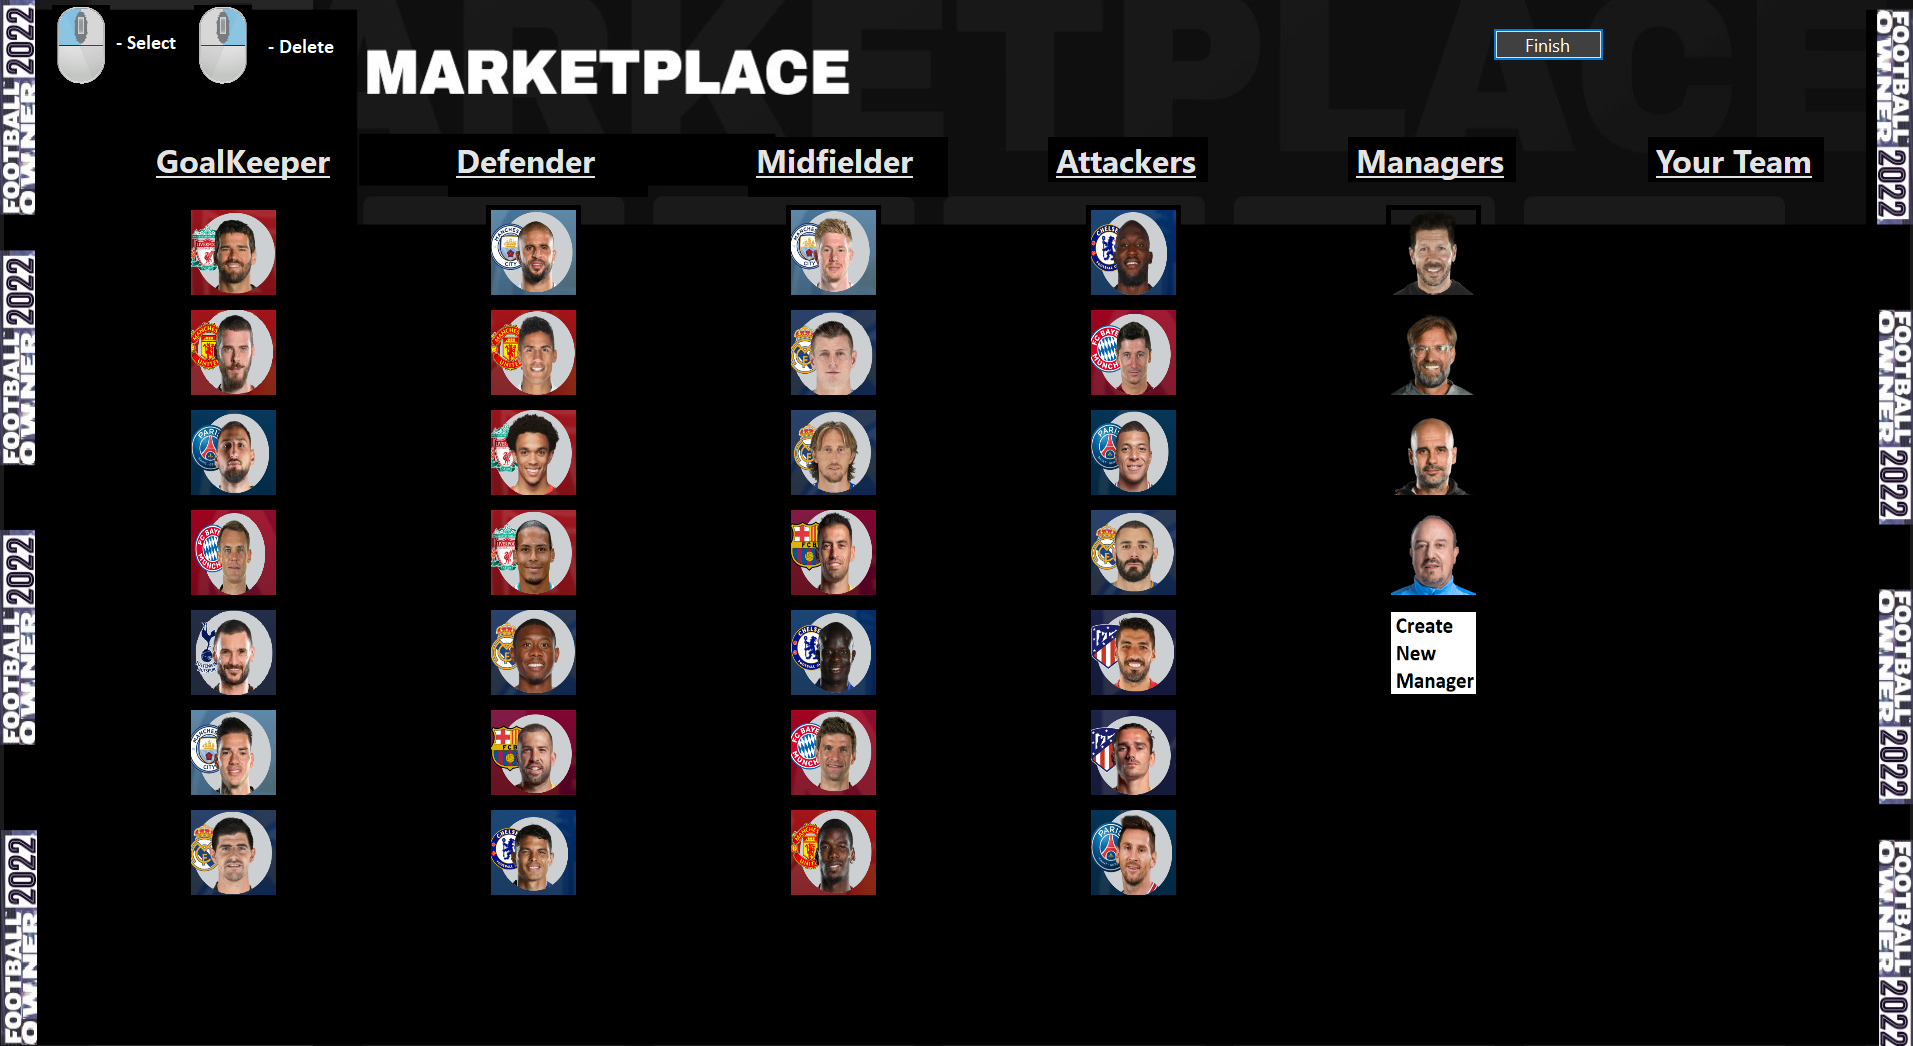 - Select
- Delete
MARKETPLACE
Finish
GoalKeeper
Defender
Midfielder
Attackers
Managers
Your Team
Create
New
Manager
FOOTBALL
OWNER 2022
FOOTBALL
OWNER 2022
FOOTBALL
OWNER 2022
FOOTBALL
OWNER 2022
FOOTBALL
OWNER 2022
FOOTBALL
OWNER 2022
FOOTBALL
OWNER 2022
FOOTBALL
OWNER 2022